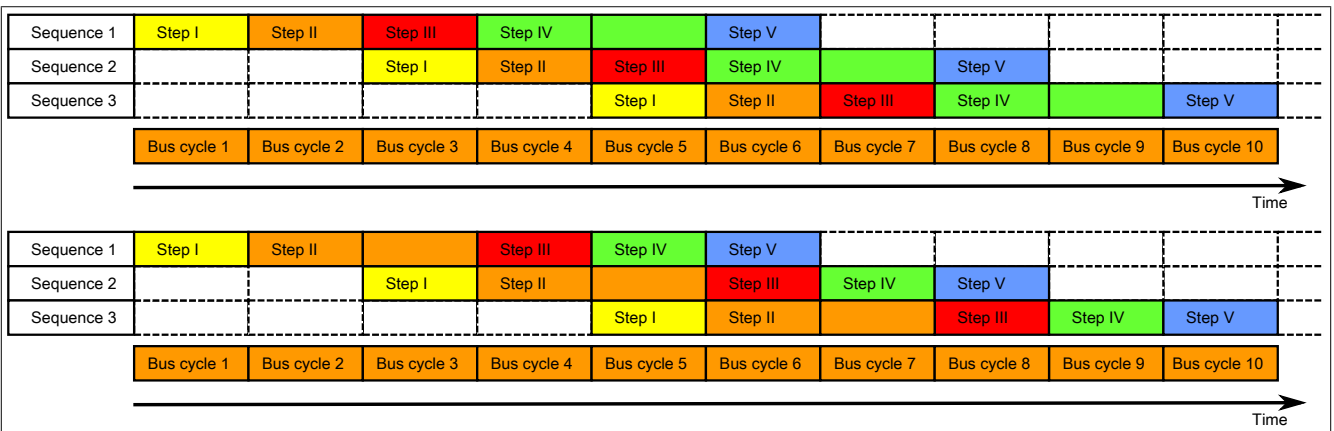 Sequence 1 Step I Step II Step III Step IV Step V
Sequence 2 Step I Step II Step III Step IV Step V
Sequence 3 Step I Step II Step III Step IV Step V
Bus cycle 1 Bus cycle 2 Bus cycle 3 Bus cycle 4 Bus cycle 5 Bus cycle 6 Bus cycle 7 Bus cycle 8 Bus cycle 9 Bus cycle 10
Time
Sequence 1 Step I Step II Step III Step IV Step V
Sequence 2 Step I Step II Step III Step IV Step V
Sequence 3 Step I Step II Step III Step IV Step V
Bus cycle 1 Bus cycle 2 Bus cycle 3 Bus cycle 4 Bus cycle 5 Bus cycle 6 Bus cycle 7 Bus cycle 8 Bus cycle 9 Bus cycle 10
Time